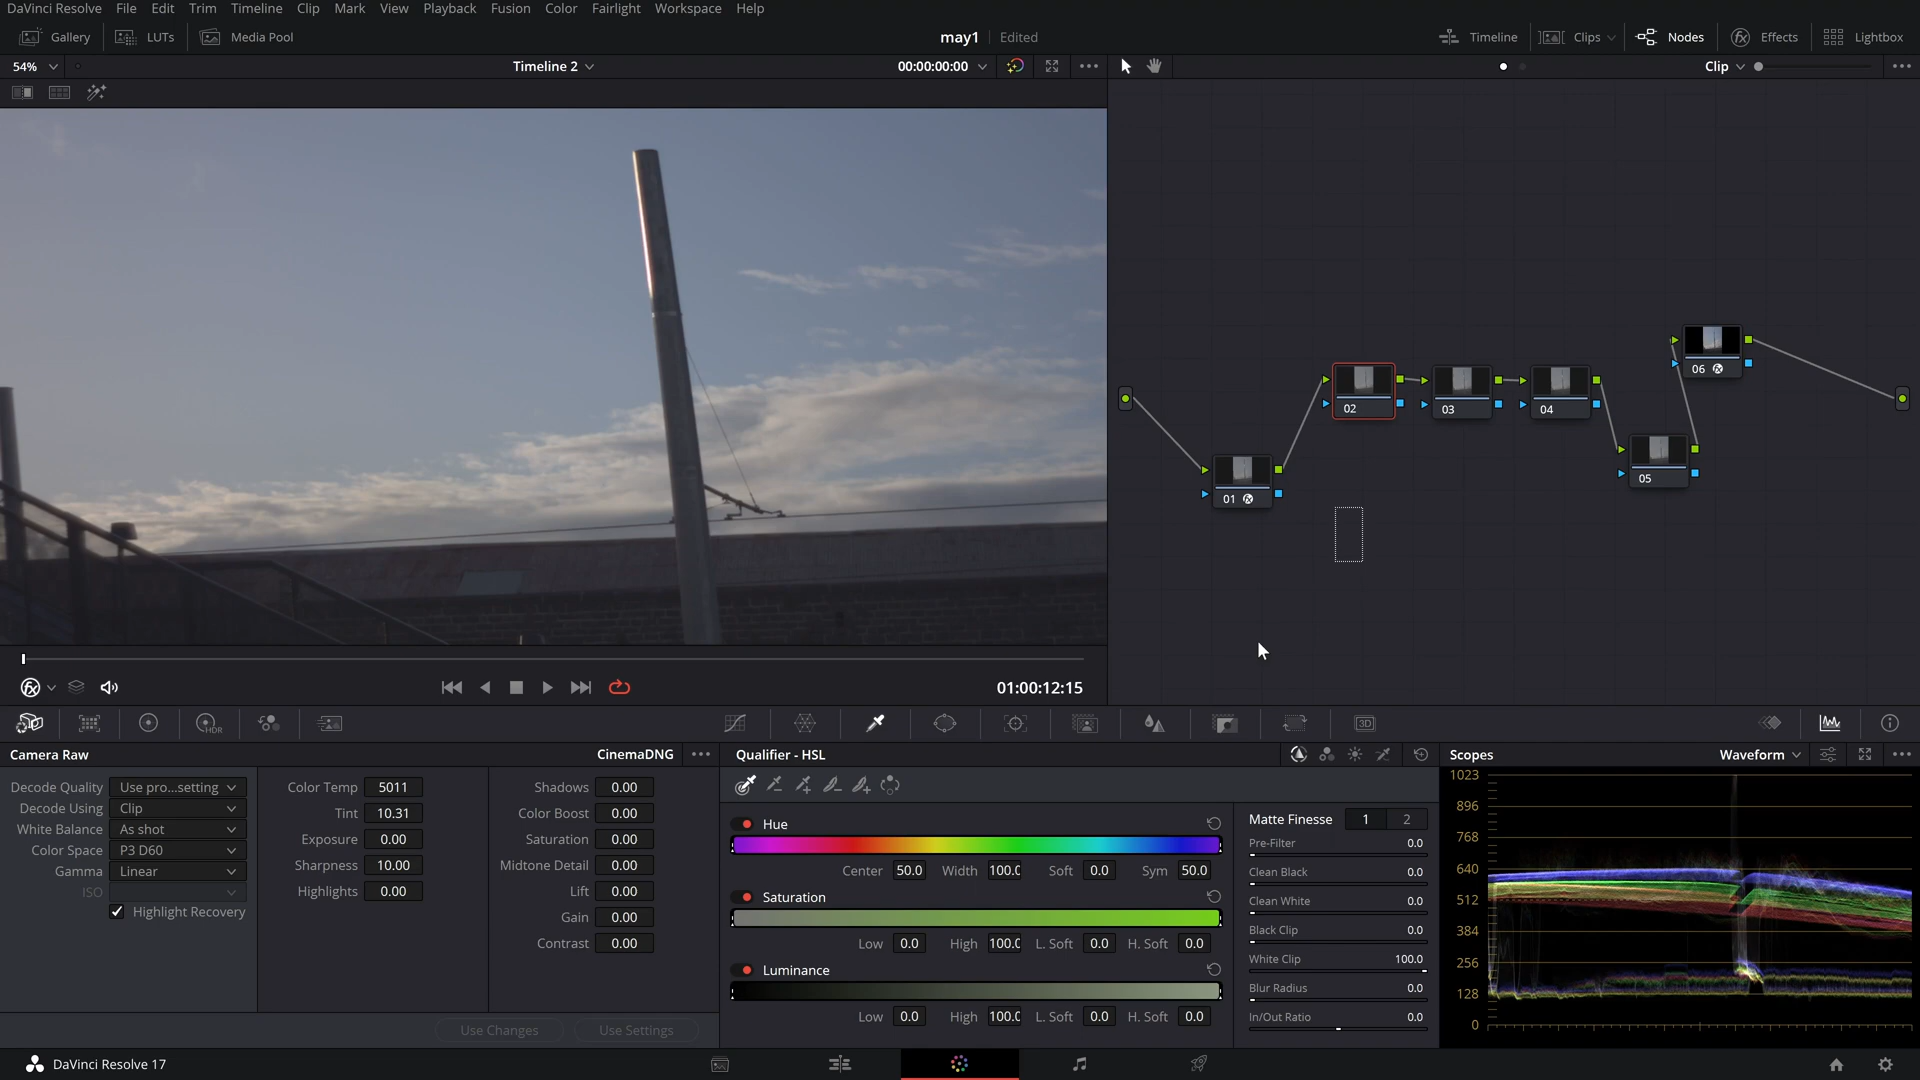 DaVinci Resolve File Edit Trim Timeline Clip Mark View Playback Fusion Color Fairlight Workspace Help
Gallery LUTs Media Pool may1 Edited Timeline Clips Nodes Effects Lightbox
54% Timeline 2 00:00:00:00 Clip
06
02 03 04
05
01
01:00:12:15
HDR 3D
Camera Raw CinemaDNG Qualifier - HSL Scopes Waveform
Decode Quality Use pro...setting
Decode Using Clip
White Balance As shot
Color Space P3 D60
Gamma Linear
ISO
Highlight Recovery
Color Temp 5011
Tint 10.31
Exposure 0.00
Sharpness 10.00
Highlights 0.00
Shadows 0.00
Color Boost 0.00
Saturation 0.00
Midtone Detail 0.00
Lift 0.00
Gain 0.00
Contrast 0.00
Use Changes Use Settings
Hue
Center 50.0 Width 100.0 Soft 0.0 Sym 50.0
Saturation
Low 0.0 High 100.0 L. Soft 0.0 H. Soft 0.0
Luminance
Low 0.0 High 100.0 L. Soft 0.0 H. Soft 0.0
Matte Finesse 1 2
Pre-Filter 0.0
Clean Black 0.0
Clean White 0.0
Black Clip 0.0
White Clip 100.0
Blur Radius 0.0
In/Out Ratio 0.0
1023
896
768
640
512
384
256
128
0
DaVinci Resolve 17